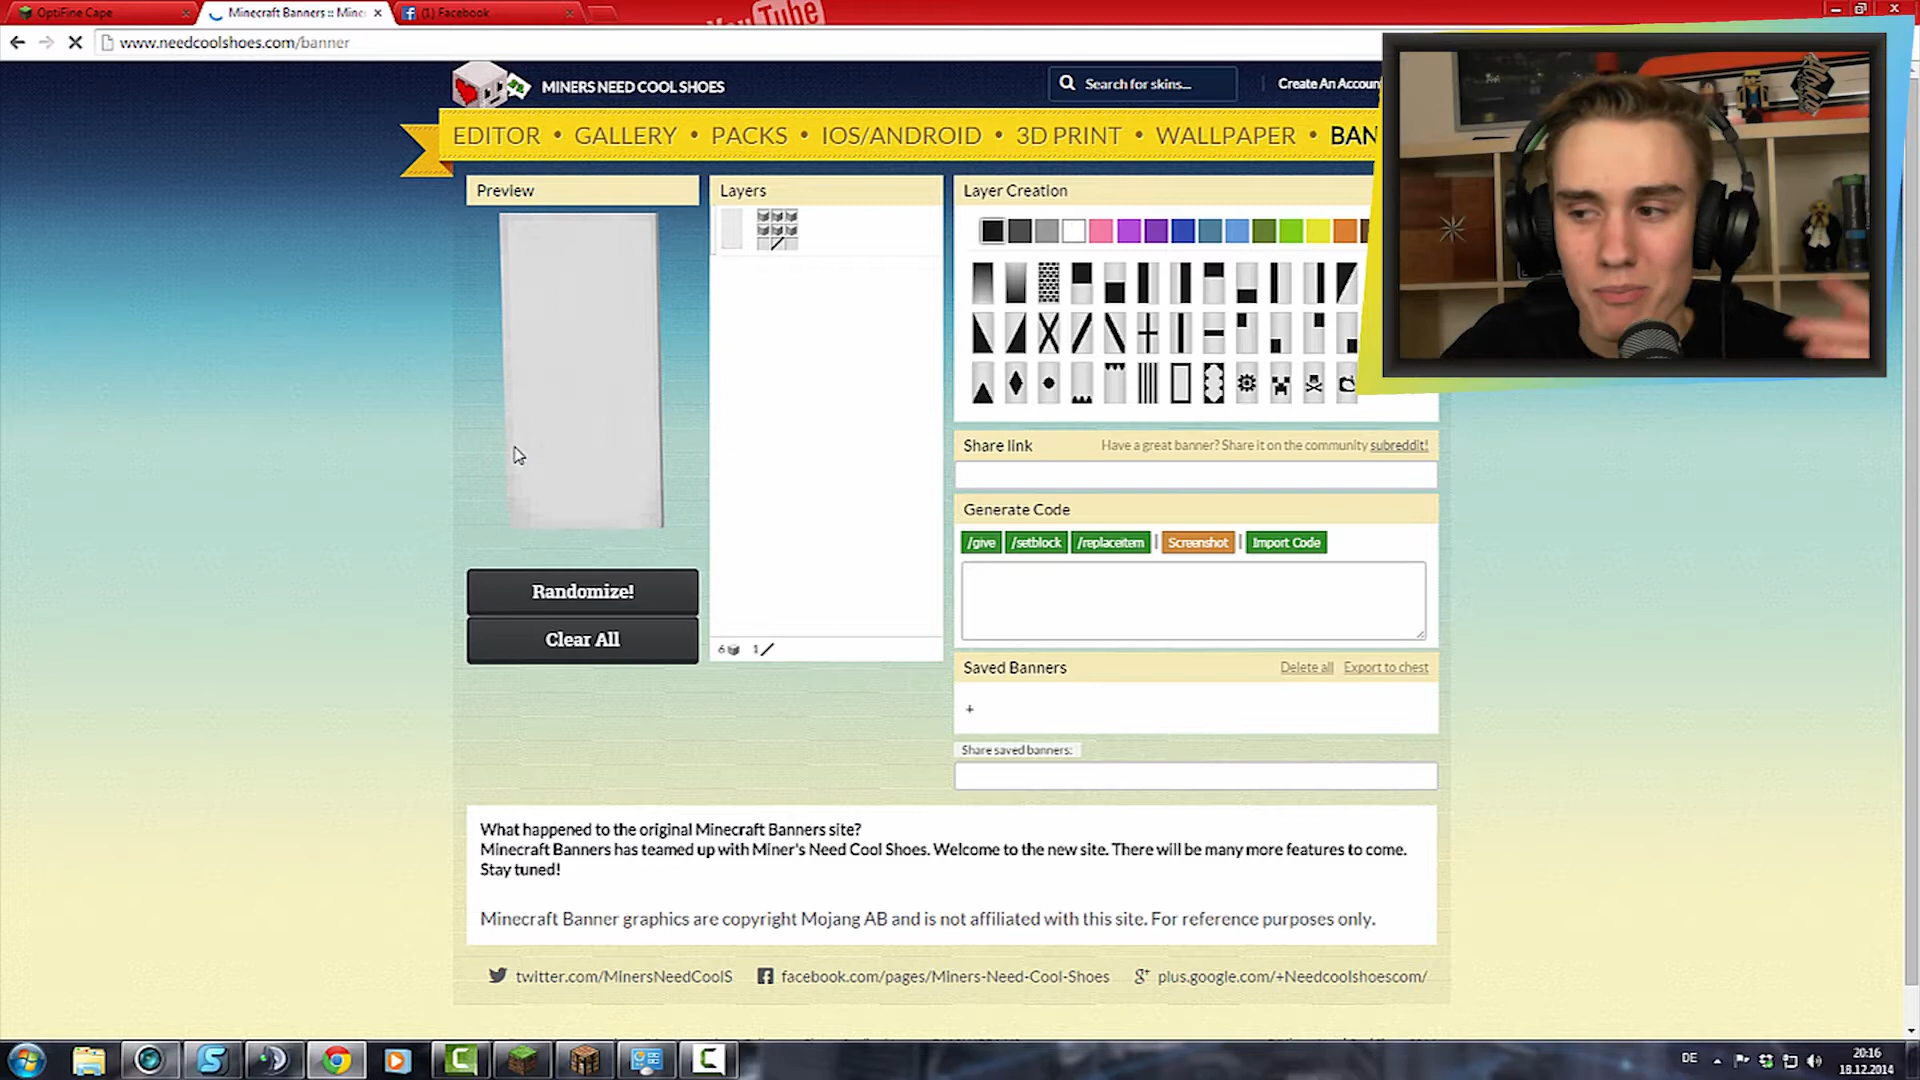 OptiFine Cape
Minecraft Banners :: Mine
(1) Facebook
You Tube
www.needcoolshoes.com/banner
MINERS NEED COOL SHOES
Search for skins...
Create An Accoun
EDITOR • GALLERY • PACKS • IOS/ANDROID • 3D PRINT • WALLPAPER • BAN
Preview
Layers
Layer Creation
Share link
Have a great banner? Share it on the community subreddit!
Generate Code
/give
/setblock
/replaceitem
Screenshot
Import Code
Randomize!
Clear All
6
1
Saved Banners
Delete all
Export to chest
+
Share saved banners:
What happened to the original Minecraft Banners site?
Minecraft Banners has teamed up with Miner's Need Cool Shoes. Welcome to the new site. There will be many more features to come.
Stay tuned!
Minecraft Banner graphics are copyright Mojang AB and is not affiliated with this site. For reference purposes only.
twitter.com/MinersNeedCoolS
facebook.com/pages/Miners-Need-Cool-Shoes
plus.google.com/+Needcoolshoescom/
DE
20:16
18.12.2014